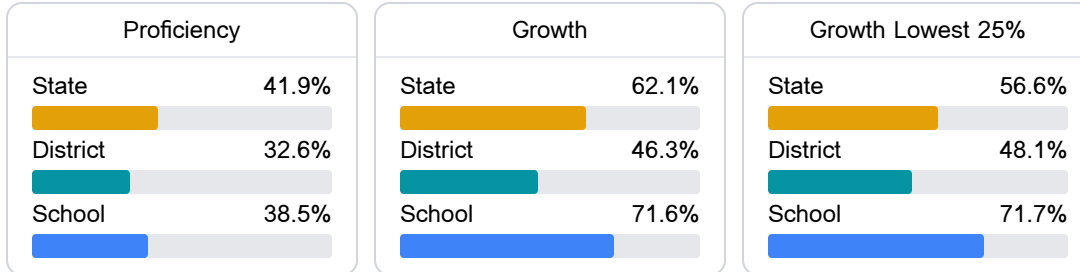 Proficiency
State 41.9%
District 32.6%
School 38.5%
Growth
State 62.1%
District 46.3%
School 71.6%
Growth Lowest 25%
State 56.6%
District 48.1%
School 71.7%